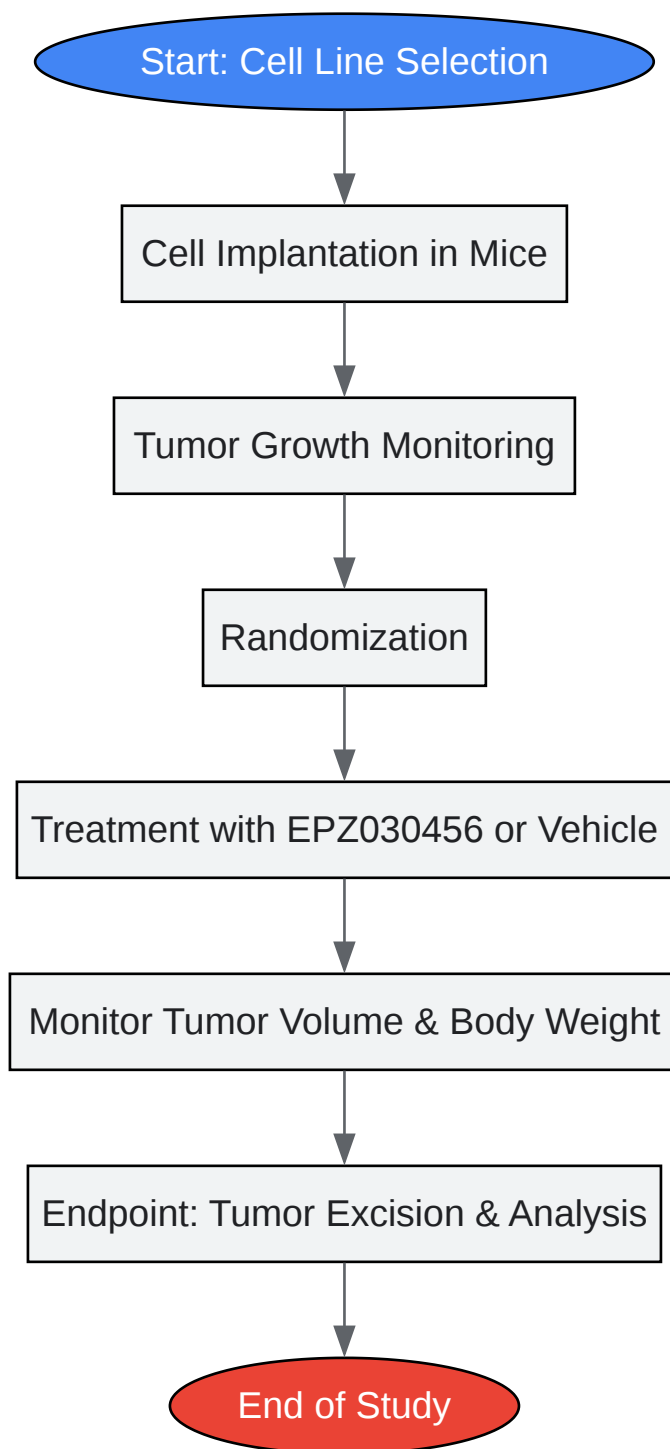 Start: Cell Line Selection
Cell Implantation in Mice
Tumor Growth Monitoring
Randomization
Treatment with EPZ030456 or Vehicle
Monitor Tumor Volume & Body Weight
Endpoint: Tumor Excision & Analysis
End of Study